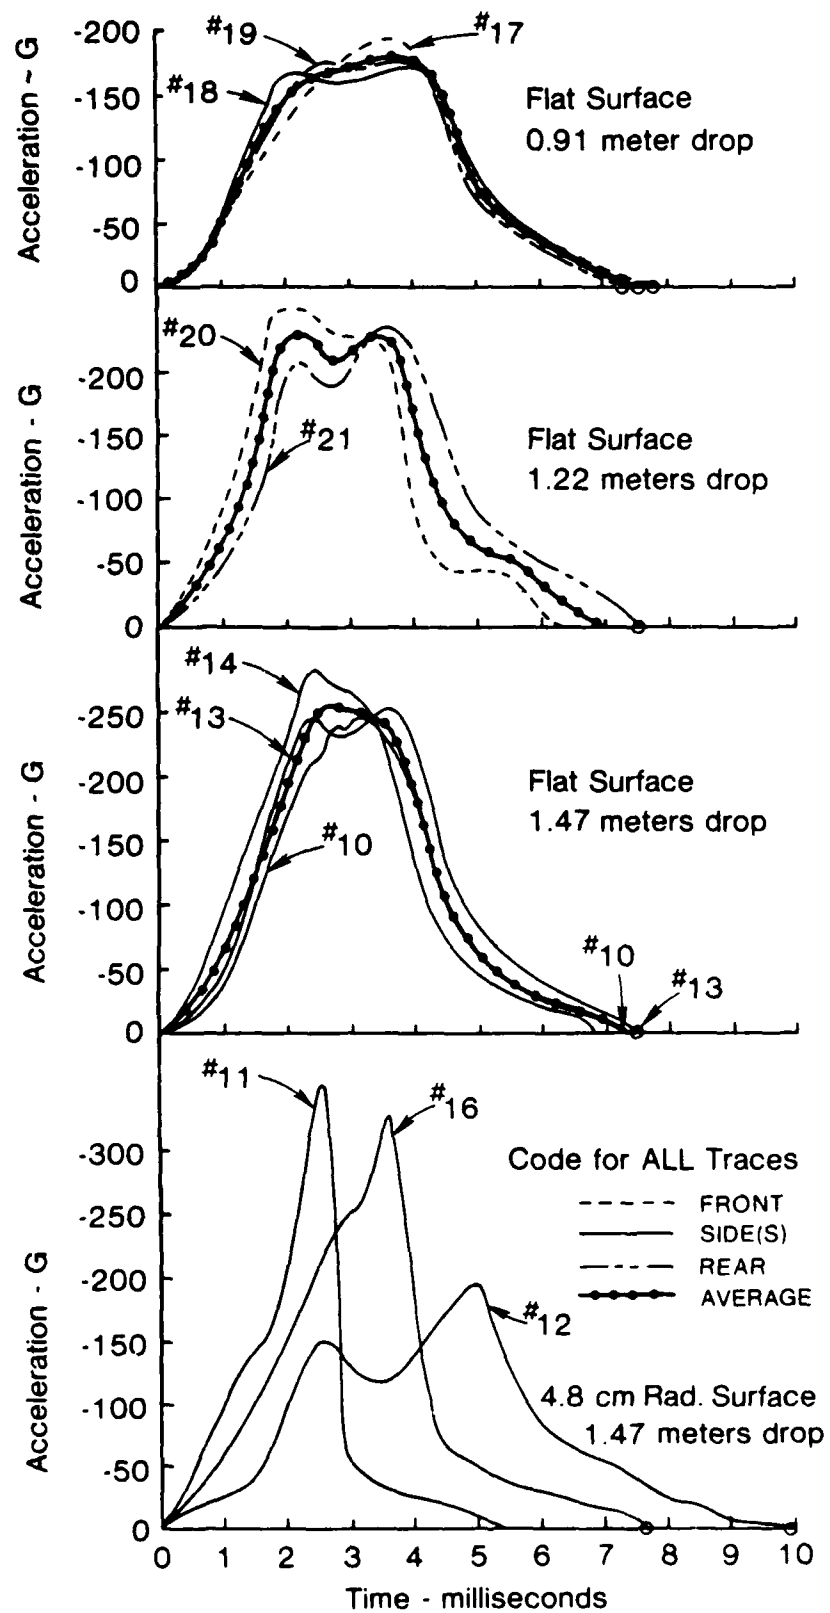 Acceleration ~ G
-200
-150
-100
-50
0
#19
#17
#18
Flat Surface
0.91 meter drop
Acceleration - G
-200
-150
-100
-50
0
#20
#21
Flat Surface
1.22 meters drop
Acceleration - G
-250
-200
-150
-100
-50
0
#14
#13
#10
Flat Surface
1.47 meters drop
#10
#13
Acceleration - G
-300
-250
-200
-150
-100
-50
0
#11
#16
Code for ALL Traces
FRONT
SIDE(S)
REAR
AVERAGE
#12
4.8 cm Rad. Surface
1.47 meters drop
0 1 2 3 4 5 6 7 8 9 10
Time - milliseconds